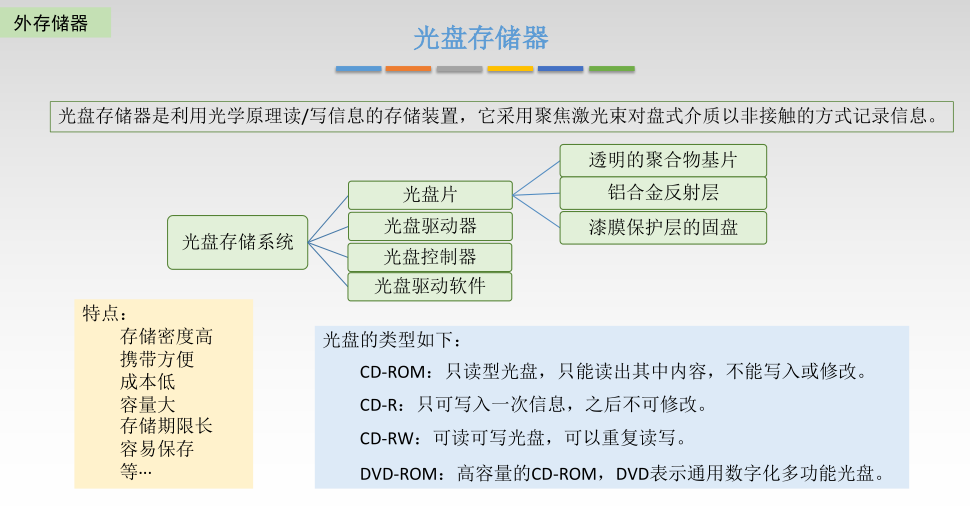 外存储器
光盘存储器
光盘存储器是利用光学原理读/写信息的存储装置，它采用聚焦激光束对盘式介质以非接触的方式记录信息。
光盘存储系统
光盘片
光盘驱动器
光盘控制器
光盘驱动软件
透明的聚合物基片
铝合金反射层
漆膜保护层的固盘
特点：
存储密度高
携带方便
成本低
容量大
存储期限长
容易保存
等…
光盘的类型如下：
CD-ROM：只读型光盘，只能读出其中内容，不能写入或修改。
CD-R：只可写入一次信息，之后不可修改。
CD-RW：可读可写光盘，可以重复读写。
DVD-ROM：高容量的CD-ROM，DVD表示通用数字化多功能光盘。